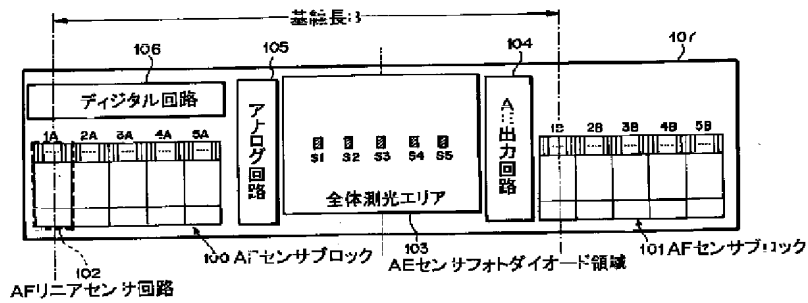 基線長B
106
105
104
107
ディジタル回路
アナログ回路
出力回路
1A 2A 3A 4A 5A
1B 2B 3B 4B 5B
S1 S2 S3 S4 S5
全体測光エリア
102
100 AFセンサブロック
103
101 AFセンサブロック
AFリニアセンサ回路
AEセンサフォトダイオード領域